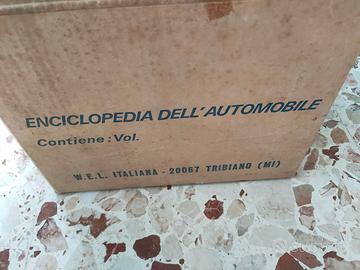 ENCICLOPEDIA DELL'AUTOMOBILE
Contiene: Vol.
W.E.L. ITALIANA - 20067 TRIBIANO (MI)